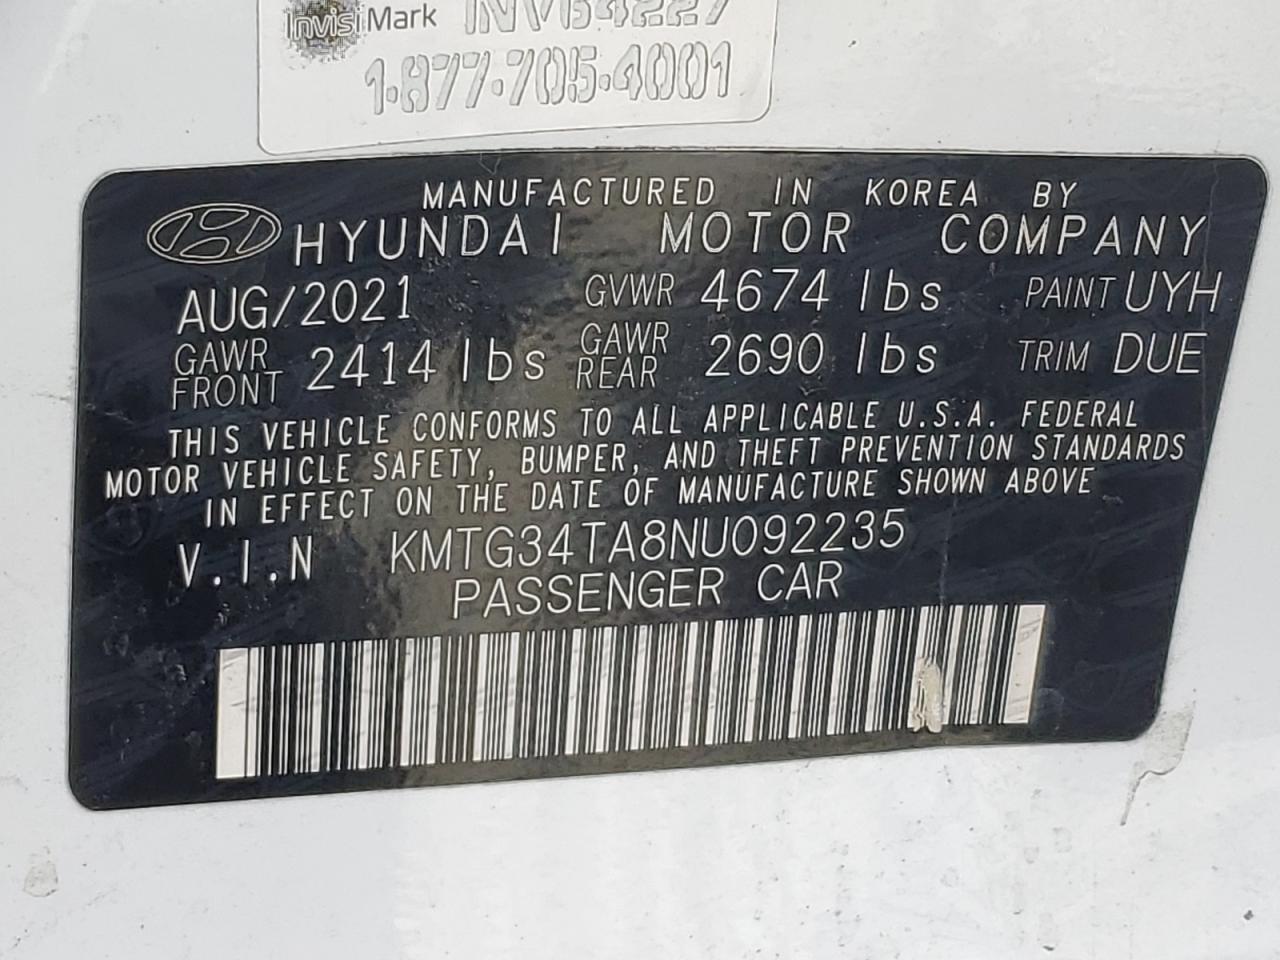 InvisiMark INV64227
1-877-705-4001
MANUFACTURED IN KOREA BY
HYUNDAI MOTOR COMPANY
AUG/2021 GVWR 4674 lbs PAINT UYH
GAWR FRONT 2414 lbs GAWR REAR 2690 lbs TRIM DUE
THIS VEHICLE CONFORMS TO ALL APPLICABLE U.S.A. FEDERAL
MOTOR VEHICLE SAFETY, BUMPER, AND THEFT PREVENTION STANDARDS
IN EFFECT ON THE DATE OF MANUFACTURE SHOWN ABOVE
V.I.N KMTG34TA8NU092235
PASSENGER CAR